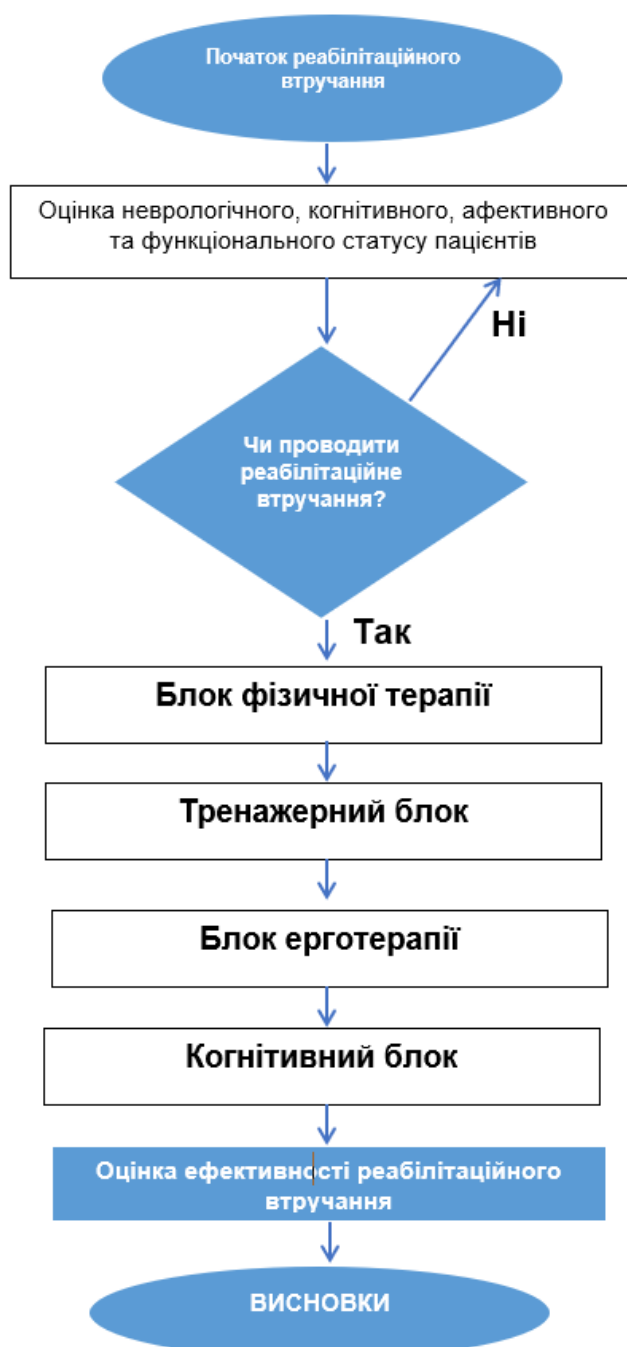 Початок реабілітаційного
втручання
Оцінка неврологічного, когнітивного, афективного
та функціонального статусу пацієнтів
Ні
Чи проводити
реабілітаційне
втручання?
Так
Блок фізичної терапії
Тренажерний блок
Блок ерготерапії
Когнітивний блок
Оцінка ефективності реабілітаційного
втручання
ВИСНОВКИ